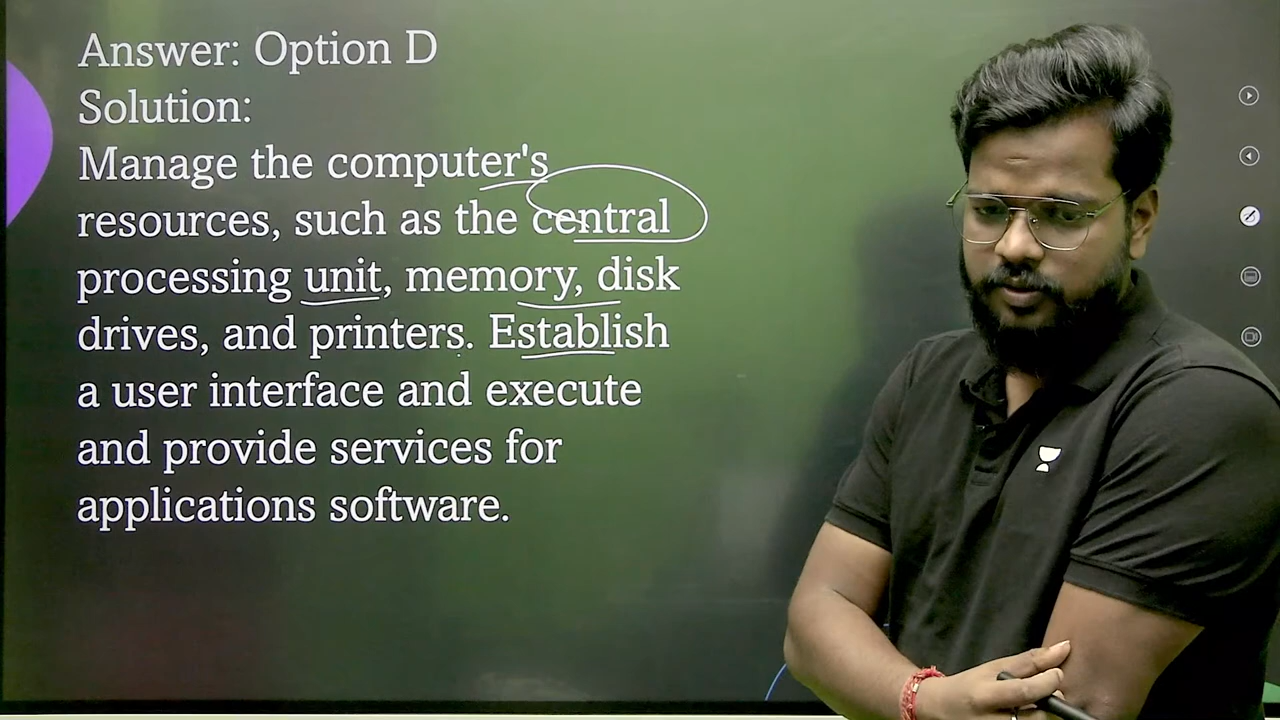 Answer: Option D
Solution:
Manage the computer's
resources, such as the central
processing unit, memory, disk
drives, and printers. Establish
a user interface and execute
and provide services for
applications software.